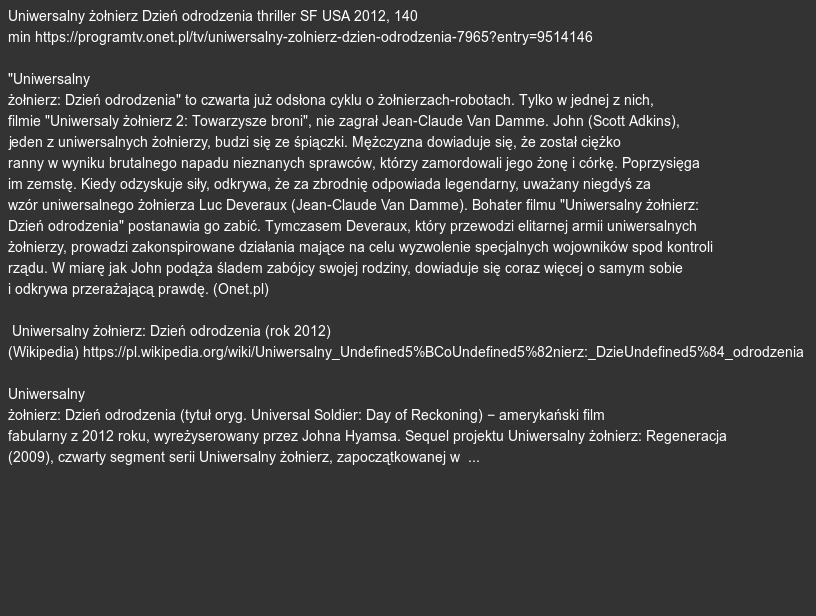 Uniwersalny żołnierz Dzień odrodzenia thriller SF USA 2012, 140
min https://programtv.onet.pl/tv/uniwersalny-zolnierz-dzien-odrodzenia-7965?entry=9514146
"Uniwersalny
żołnierz: Dzień odrodzenia" to czwarta już odsłona cyklu o żołnierzach-robotach. Tylko w jednej z nich,
filmie "Uniwersaly żołnierz 2: Towarzysze broni", nie zagrał Jean-Claude Van Damme. John (Scott Adkins),
jeden z uniwersalnych żołnierzy, budzi się ze śpiączki. Mężczyzna dowiaduje się, że został ciężko
ranny w wyniku brutalnego napadu nieznanych sprawców, którzy zamordowali jego żonę i córkę. Poprzysięga
im zemstę. Kiedy odzyskuje siły, odkrywa, że za zbrodnię odpowiada legendarny, uważany niegdyś za
wzór uniwersalnego żołnierza Luc Deveraux (Jean-Claude Van Damme). Bohater filmu "Uniwersalny żołnierz:
Dzień odrodzenia" postanawia go zabić. Tymczasem Deveraux, który przewodzi elitarnej armii uniwersalnych
żołnierzy, prowadzi zakonspirowane działania mające na celu wyzwolenie specjalnych wojowników spod kontroli
rządu. W miarę jak John podąża śladem zabójcy swojej rodziny, dowiaduje się coraz więcej o samym sobie
i odkrywa przerażającą prawdę. (Onet.pl)
Uniwersalny żołnierz: Dzień odrodzenia (rok 2012)
(Wikipedia) https://pl.wikipedia.org/wiki/Uniwersalny_Undefined5%BCoUndefined5%82nierz:_DzieUndefined5%84_odrodzenia
Uniwersalny
żołnierz: Dzień odrodzenia (tytuł oryg. Universal Soldier: Day of Reckoning) – amerykański film
fabularny z 2012 roku, wyreżyserowany przez Johna Hyamsa. Sequel projektu Uniwersalny żołnierz: Regeneracja
(2009), czwarty segment serii Uniwersalny żołnierz, zapoczątkowanej w ...